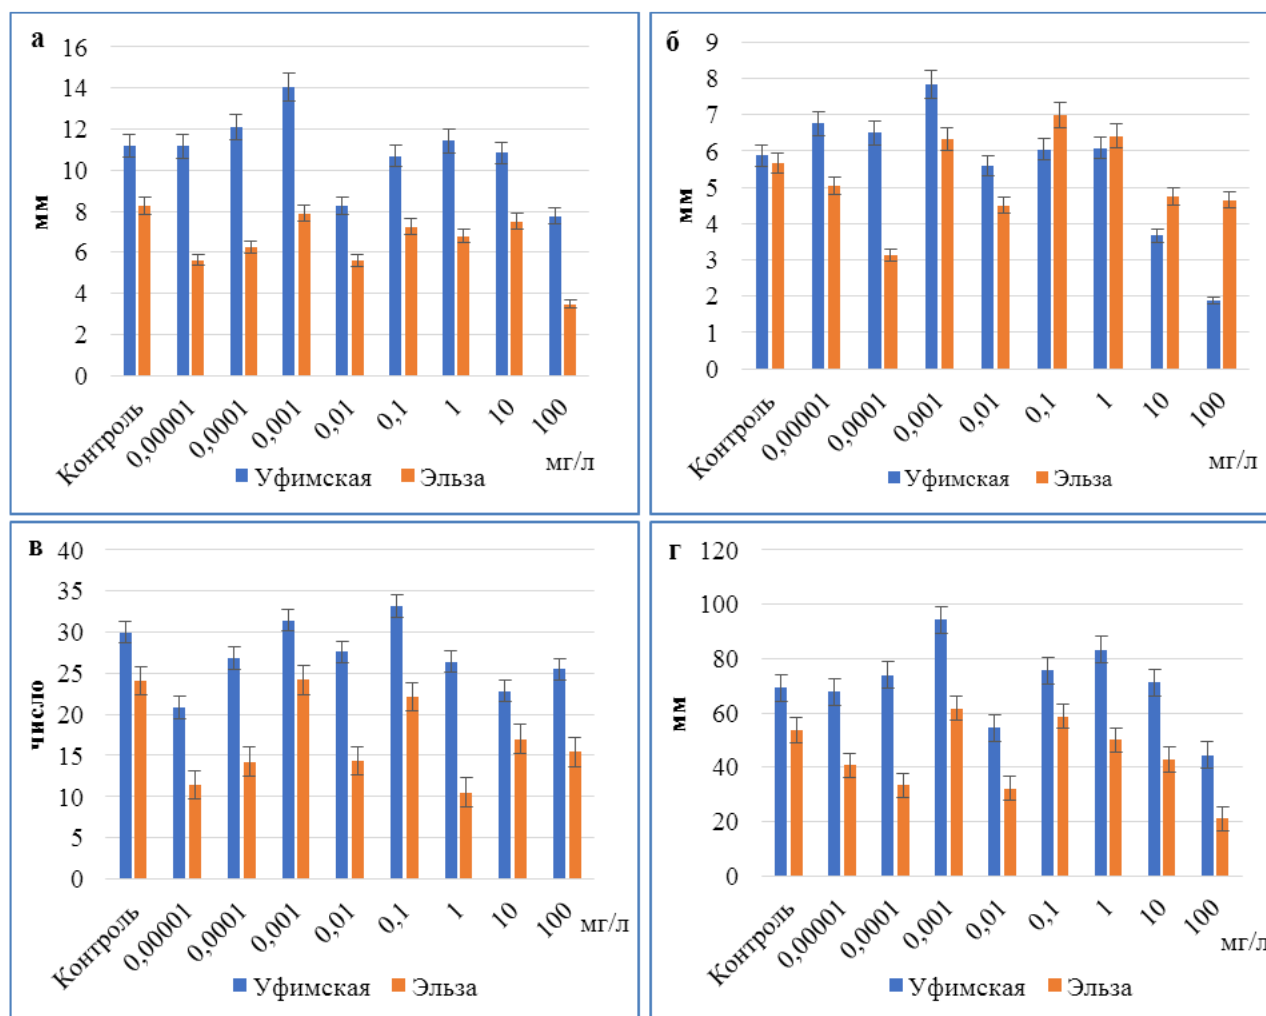 а
16
14
12
10
8
6
4
2
0
мм
Контроль
0,00001
0,0001
0,001
0,01
0,1
1
10
100
мг/л
Уфимская
Эльза
б
9
8
7
6
5
4
3
2
1
0
мм
Контроль
0,00001
0,0001
0,001
0,01
0,1
1
10
100
мг/л
Уфимская
Эльза
в
40
35
30
25
20
15
10
5
0
число
Контроль
0,00001
0,0001
0,001
0,01
0,1
1
10
100
мг/л
Уфимская
Эльза
г
120
100
80
60
40
20
0
мм
Контроль
0,00001
0,0001
0,001
0,01
0,1
1
10
100
мг/л
Уфимская
Эльза